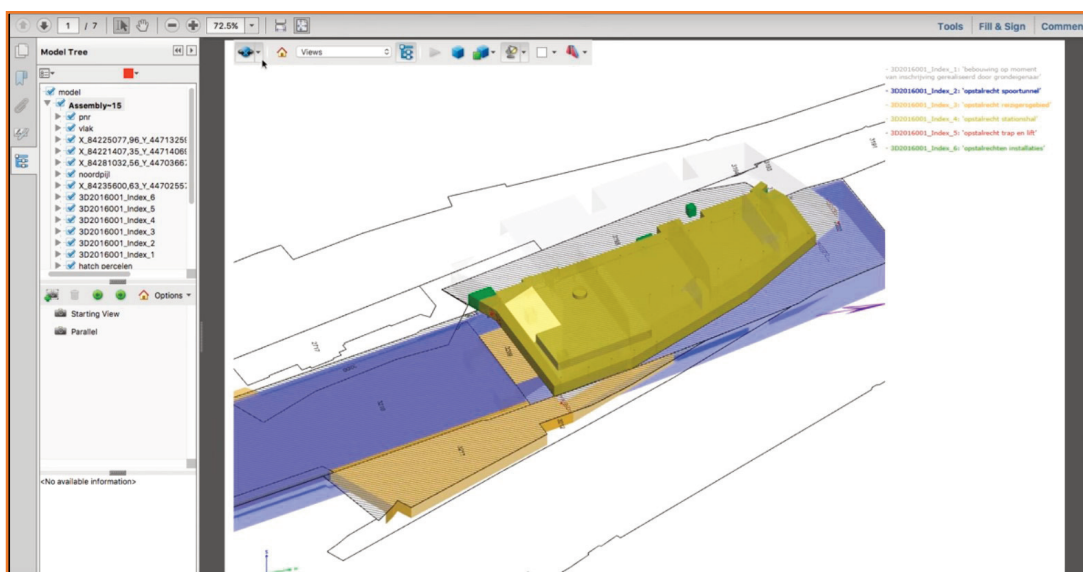 1 / 7
72.5%
Tools
Fill & Sign
Commen
Model Tree
Views
model
Assembly~15
pnr
vlak
X_84225077,96_Y_4471325
X_84221407,35_Y_4471406
X_84281032,56_Y_4470366
noordpijl
X_84235600,63_Y_4470255
3D2016001_Index_6
3D2016001_Index_5
3D2016001_Index_4
3D2016001_Index_3
3D2016001_Index_2
3D2016001_Index_1
hatch percelen
Options
Starting View
Parallel
<No available information>
- 3D2016001_Index_1: 'bebouwing op moment
van inschrijving gerealiseerd door grondeigenaar'
- 3D2016001_Index_2: 'opstalrecht spoortunnel'
- 3D2016001_Index_3: 'opstalrecht reizigersgebied'
- 3D2016001_Index_4: 'opstalrecht stationshal'
- 3D2016001_Index_5: 'opstalrecht trap en lift'
- 3D2016001_Index_6: 'opstalrechten installaties'
2717